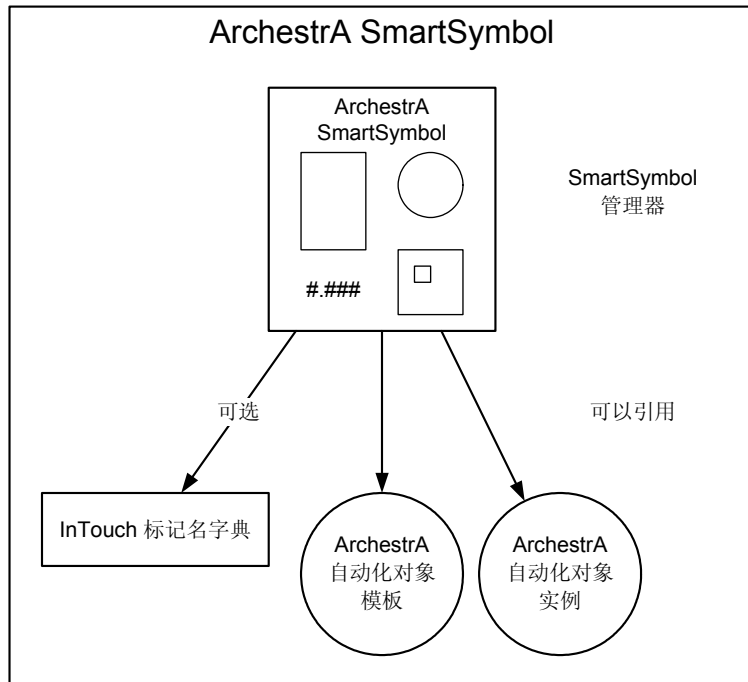 ArchestrA SmartSymbol
ArchestrA
SmartSymbol
SmartSymbol
管理器
#.###
可选
可以引用
InTouch 标记名字典
ArchestrA
自动化对象
模板
ArchestrA
自动化对象
实例